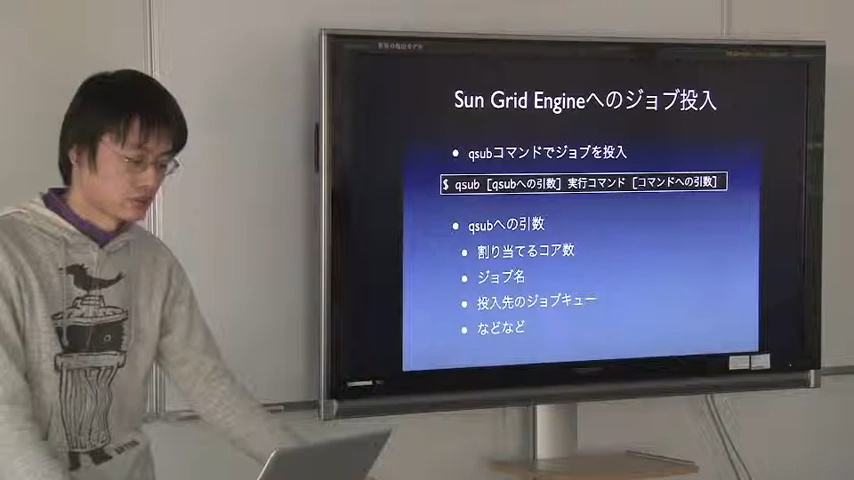 Sun Grid Engineへのジョブ投入
qsubコマンドでジョブを投入
$ qsub [qsubへの引数] 実行コマンド [コマンドへの引数]
qsubへの引数
割り当てるコア数
ジョブ名
投入先のジョブキュー
などなど